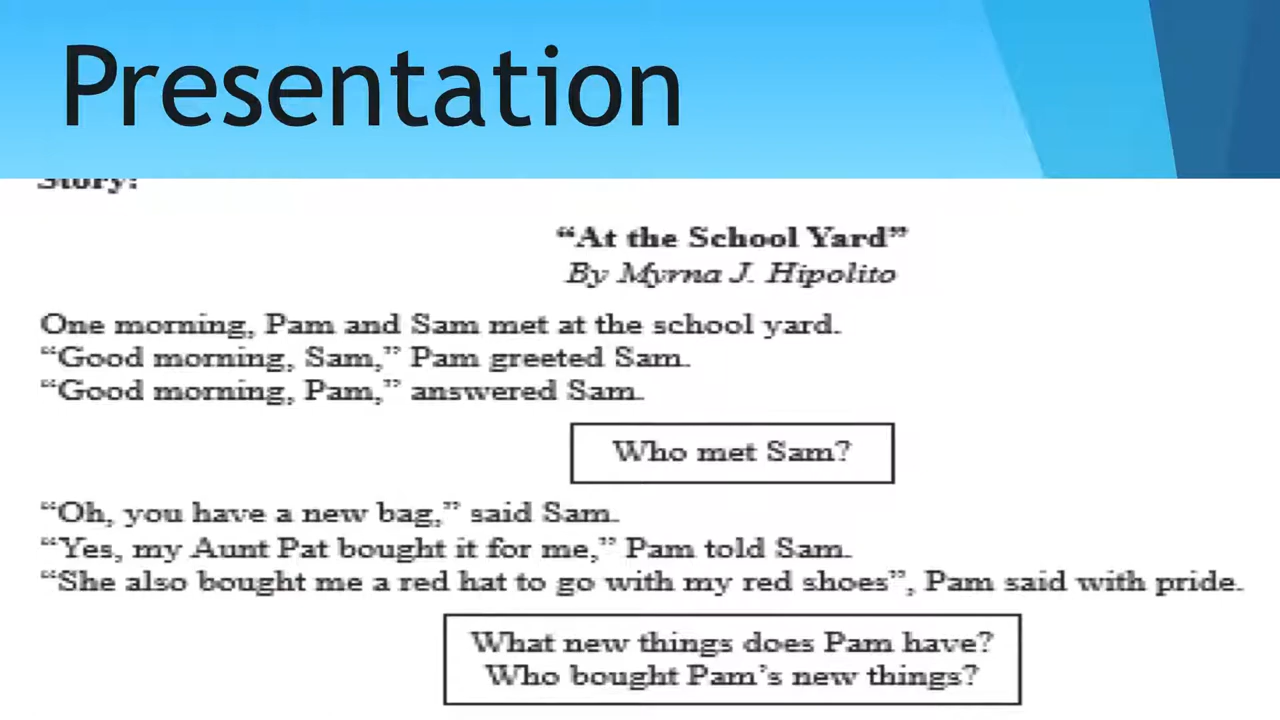 Presentation
Story:
“At the School Yard”
By Myrna J. Hipolito
One morning, Pam and Sam met at the school yard.
“Good morning, Sam,” Pam greeted Sam.
“Good morning, Pam,” answered Sam.
Who met Sam?
“Oh, you have a new bag,” said Sam.
“Yes, my Aunt Pat bought it for me,” Pam told Sam.
“She also bought me a red hat to go with my red shoes”, Pam said with pride.
What new things does Pam have?
Who bought Pam’s new things?